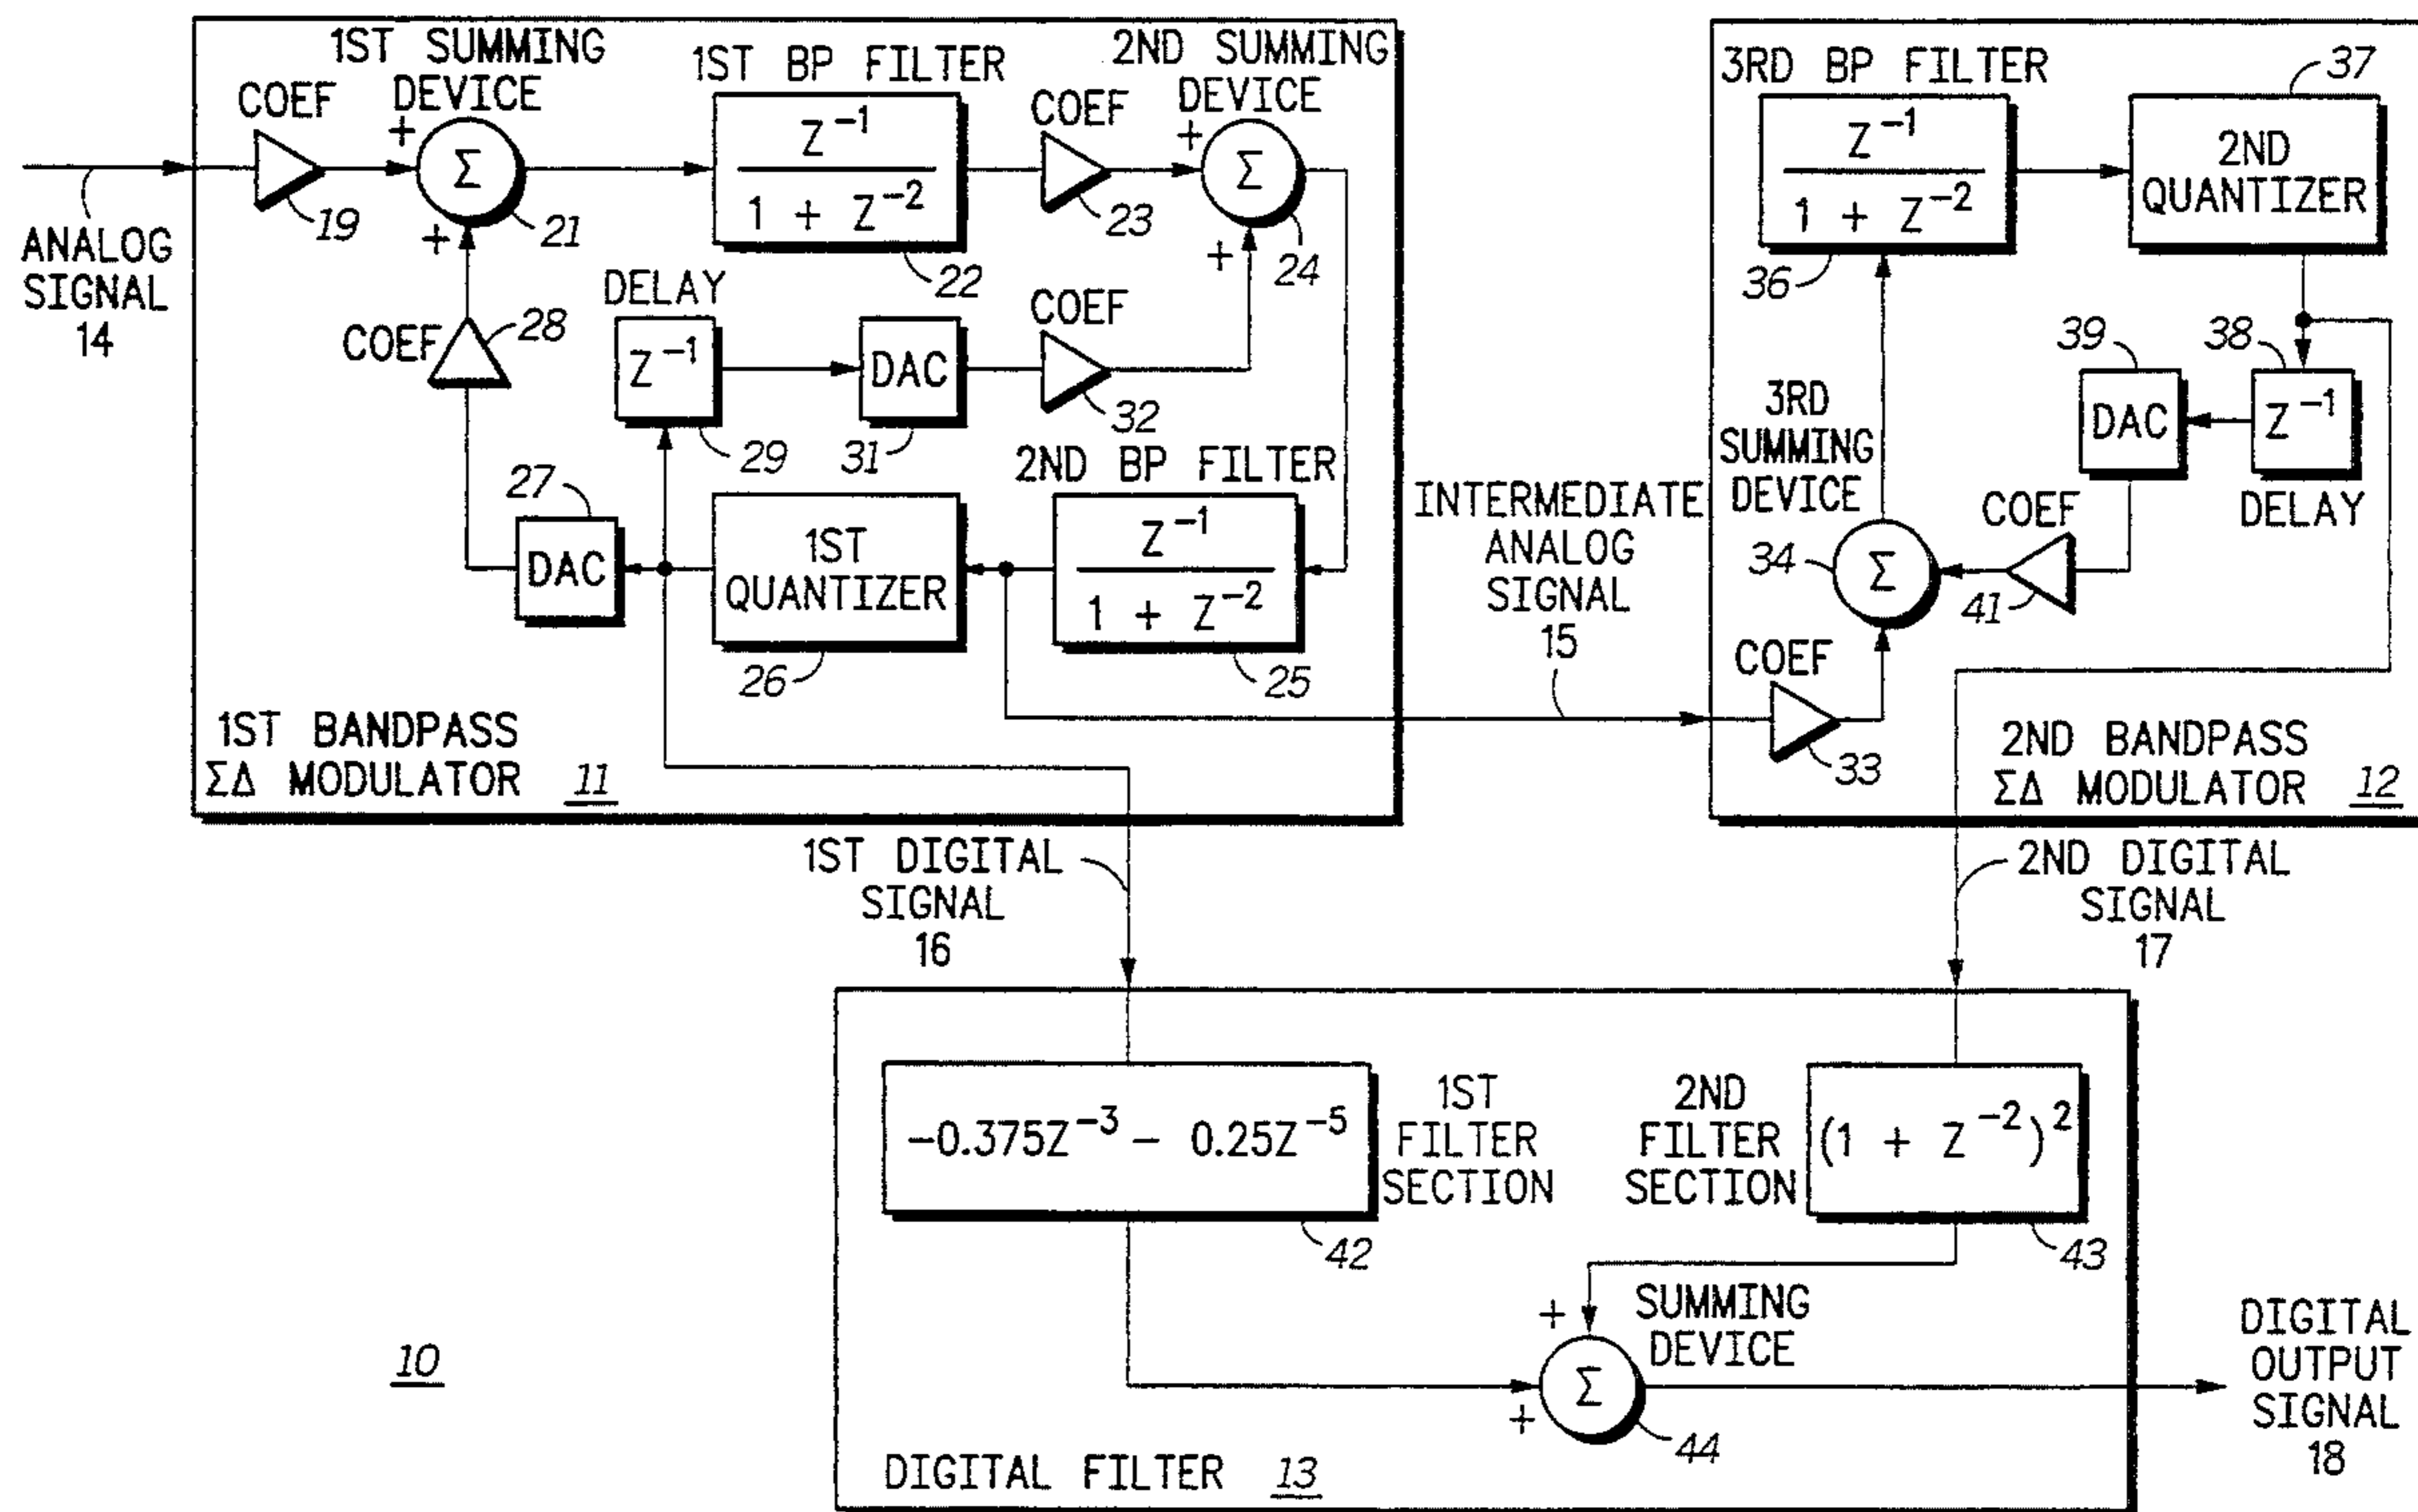 1ST SUMMING
DEVICE
COEF
+
Σ
+
19
21
ANALOG
SIGNAL
14
1ST BP FILTER
Z⁻¹
1 + Z⁻²
22
COEF
23
2ND SUMMING
DEVICE
+
Σ
+
24
COEF
28
DELAY
Z⁻¹
29
DAC
31
COEF
32
27
DAC
1ST
QUANTIZER
26
2ND BP FILTER
Z⁻¹
1 + Z⁻²
25
1ST BANDPASS
ΣΔ MODULATOR 11
INTERMEDIATE
ANALOG
SIGNAL
15
3RD BP FILTER
Z⁻¹
1 + Z⁻²
36
37
2ND
QUANTIZER
39
DAC
38
Z⁻¹
DELAY
3RD
SUMMING
DEVICE
34
Σ
COEF
41
COEF
33
2ND BANDPASS
ΣΔ MODULATOR 12
1ST DIGITAL
SIGNAL
16
2ND DIGITAL
SIGNAL
17
-0.375Z⁻³ - 0.25Z⁻⁵
1ST
FILTER
SECTION
42
2ND
FILTER
SECTION
(1 + Z⁻²)²
43
+
SUMMING
DEVICE
Σ
+
44
DIGITAL FILTER 13
DIGITAL
OUTPUT
SIGNAL
18
10